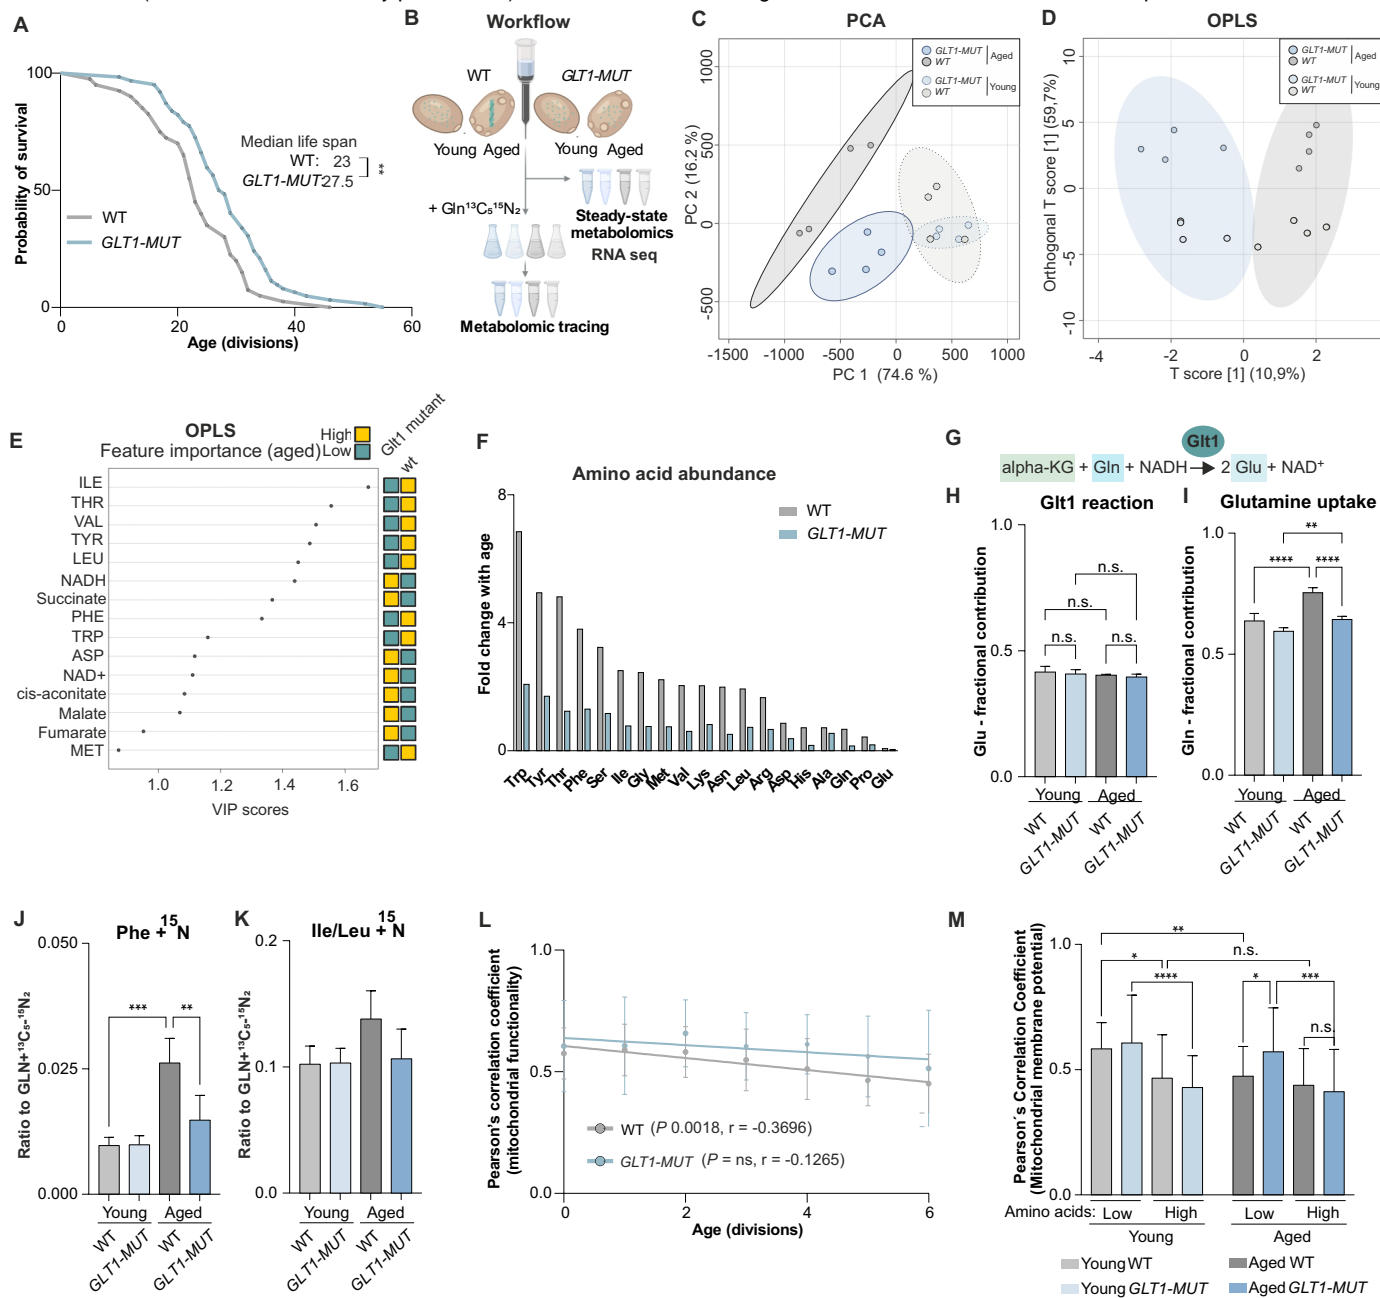 A
Probability of survival
100
50
0
0
20
40
60
Age (divisions)
Median life span
WT: 23
GLT1-MUT:27.5
**
WT
GLT1-MUT
B
Workflow
WT
GLT1-MUT
Young Aged
Young Aged
+ Gln¹³C₅¹⁵N₂
Steady-state
metabolomics
RNA seq
Metabolomic tracing
C
PCA
GLT1-MUT
WT
Aged
GLT1-MUT
WT
Young
PC 2 (16.2 %)
1000
500
0
-500
-1500
-1000
-500
0
500
1000
PC 1 (74.6 %)
D
OPLS
GLT1-MUT
WT
Aged
GLT1-MUT
WT
Young
Orthogonal T score [1] (59,7%)
10
5
0
-5
-10
-4
-2
0
2
T score [1] (10,9%)
E
OPLS
Feature importance (aged)
High
Low
Glt1 mutant
wt
ILE
THR
VAL
TYR
LEU
NADH
Succinate
PHE
TRP
ASP
NAD+
cis-aconitate
Malate
Fumarate
MET
1.0
1.2
1.4
1.6
VIP scores
F
Amino acid abundance
WT
GLT1-MUT
Fold change with age
8
4
0
Trp
Tyr
Thr
Phe
Ser
Ile
Gly
Met
Val
Lys
Asn
Leu
Arg
Asp
His
Ala
Gln
Pro
Glu
G
Glt1
alpha-KG + Gln + NADH 2 Glu + NAD⁺
H
Glt1 reaction
Glu - fractional contribution
1.0
0.5
0.0
n.s.
n.s.
n.s.
n.s.
Young
Aged
WT
GLT1-MUT
WT
GLT1-MUT
I
Glutamine uptake
Gln - fractional contribution
1.0
0.5
0.0
**
****
****
Young
Aged
WT
GLT1-MUT
WT
GLT1-MUT
J
Phe + ¹⁵N
Ratio to GLN+¹³C₅-¹⁵N₂
0.050
0.025
0.000
***
**
Young
Aged
WT
GLT1-MUT
WT
GLT1-MUT
K
Ile/Leu + ¹⁵N
Ratio to GLN+¹³C₅-¹⁵N₂
0.2
0.1
0.0
Young
Aged
WT
GLT1-MUT
WT
GLT1-MUT
L
Pearson's correlation coefficient
(mitochondrial functionality)
1.0
0.5
0.0
WT (P 0.0018, r = -0.3696)
GLT1-MUT (P = ns, r = -0.1265)
0
2
4
6
Age (divisions)
M
Pearson´s Correlation Coefficient
(Mitochondrial membrane potential)
1.0
0.5
0.0
**
*
n.s.
****
*
***
n.s.
Amino acids:
Low
High
Low
High
Young
Aged
Young WT
Aged WT
Young GLT1-MUT
Aged GLT1-MUT